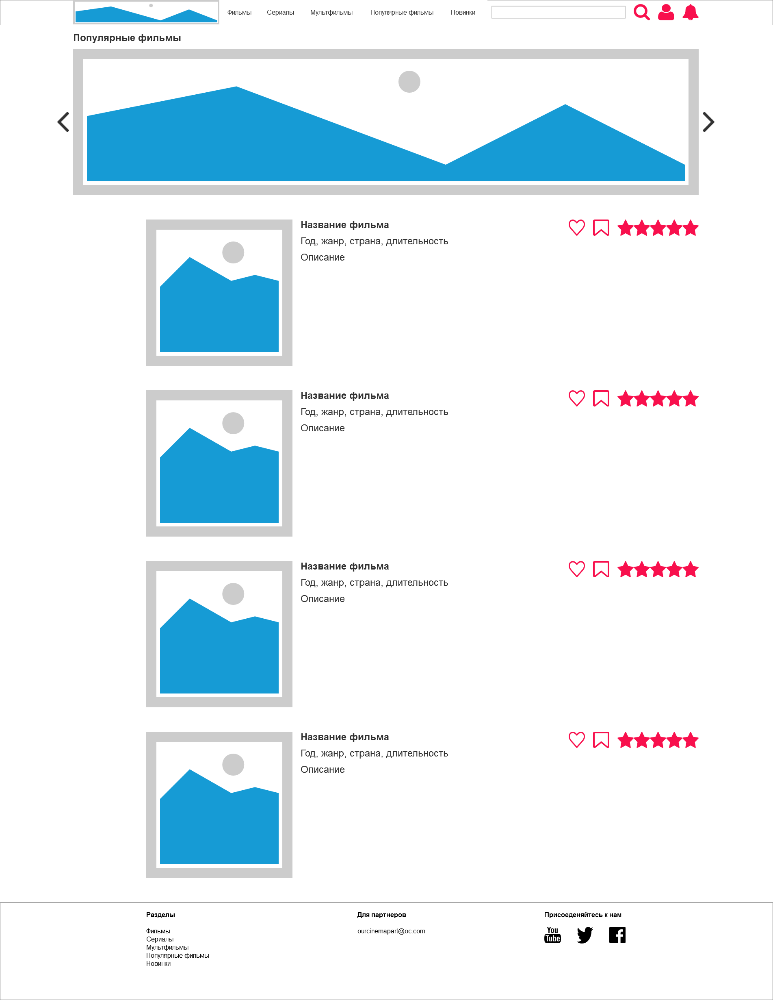 Фильмы Сериалы Мультфильмы Популярные фильмы Новинки
Популярные фильмы
Название фильма
Год, жанр, страна, длительность
Описание
Название фильма
Год, жанр, страна, длительность
Описание
Название фильма
Год, жанр, страна, длительность
Описание
Название фильма
Год, жанр, страна, длительность
Описание
Разделы
Фильмы
Сериалы
Мультфильмы
Популярные фильмы
Новинки
Для партнеров
ourcinemapart@oc.com
Присоеденяйтесь к нам
You
Tube